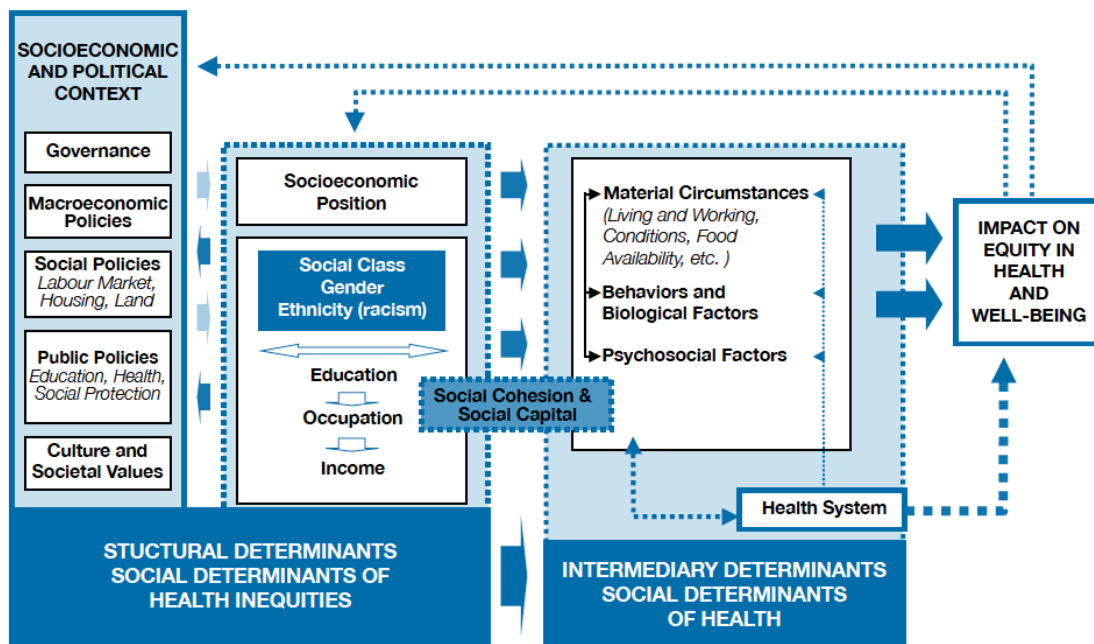 SOCIOECONOMIC
AND POLITICAL
CONTEXT
Governance
Macroeconomic
Policies
Social Policies
Labour Market,
Housing, Land
Public Policies
Education, Health,
Social Protection
Culture and
Societal Values
Socioeconomic
Position
Social Class
Gender
Ethnicity (racism)
Education
Occupation
Income
Social Cohesion &
Social Capital
Material Circumstances
(Living and Working,
Conditions, Food
Availability, etc. )
Behaviors and
Biological Factors
Psychosocial Factors
Health System
IMPACT ON
EQUITY IN
HEALTH
AND
WELL-BEING
STUCTURAL DETERMINANTS
SOCIAL DETERMINANTS OF
HEALTH INEQUITIES
INTERMEDIARY DETERMINANTS
SOCIAL DETERMINANTS
OF HEALTH